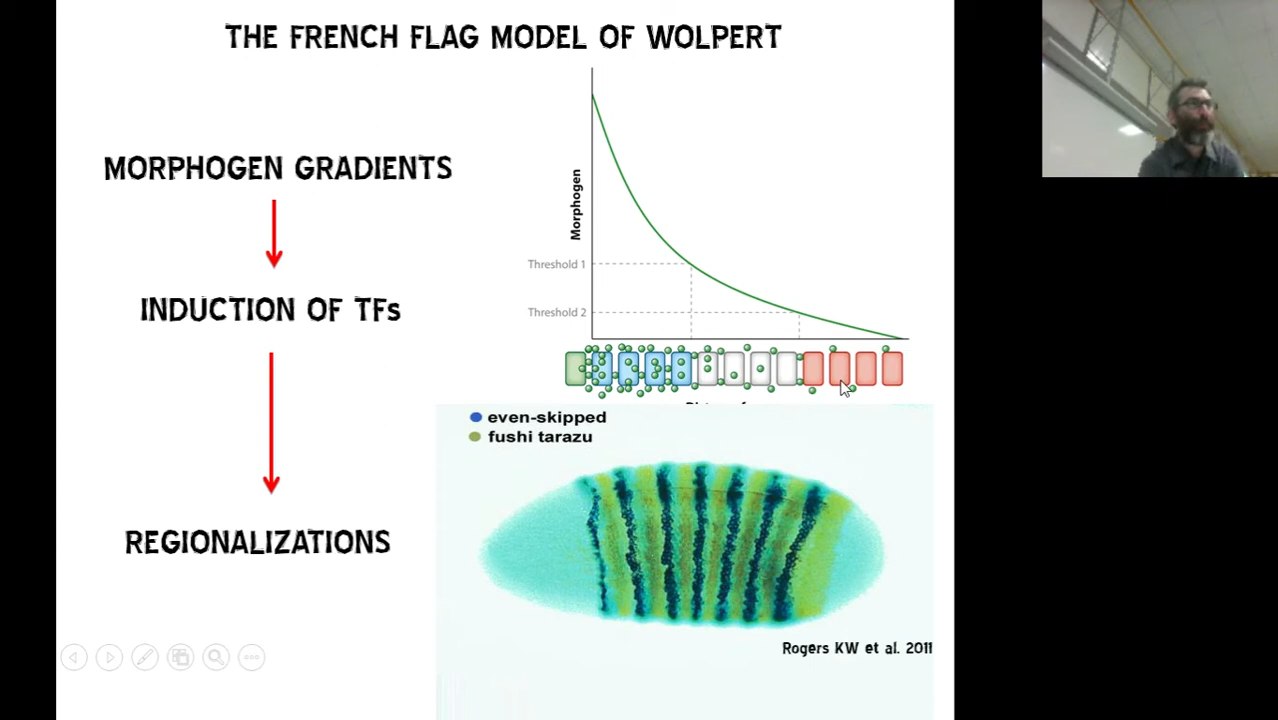 THE FRENCH FLAG MODEL OF WOLPERT
MORPHOGEN GRADIENTS
INDUCTION OF TFs
REGIONALIZATIONS
Morphogen
Threshold 1
Threshold 2
even-skipped
fushi tarazu
Rogers KW et al. 2011